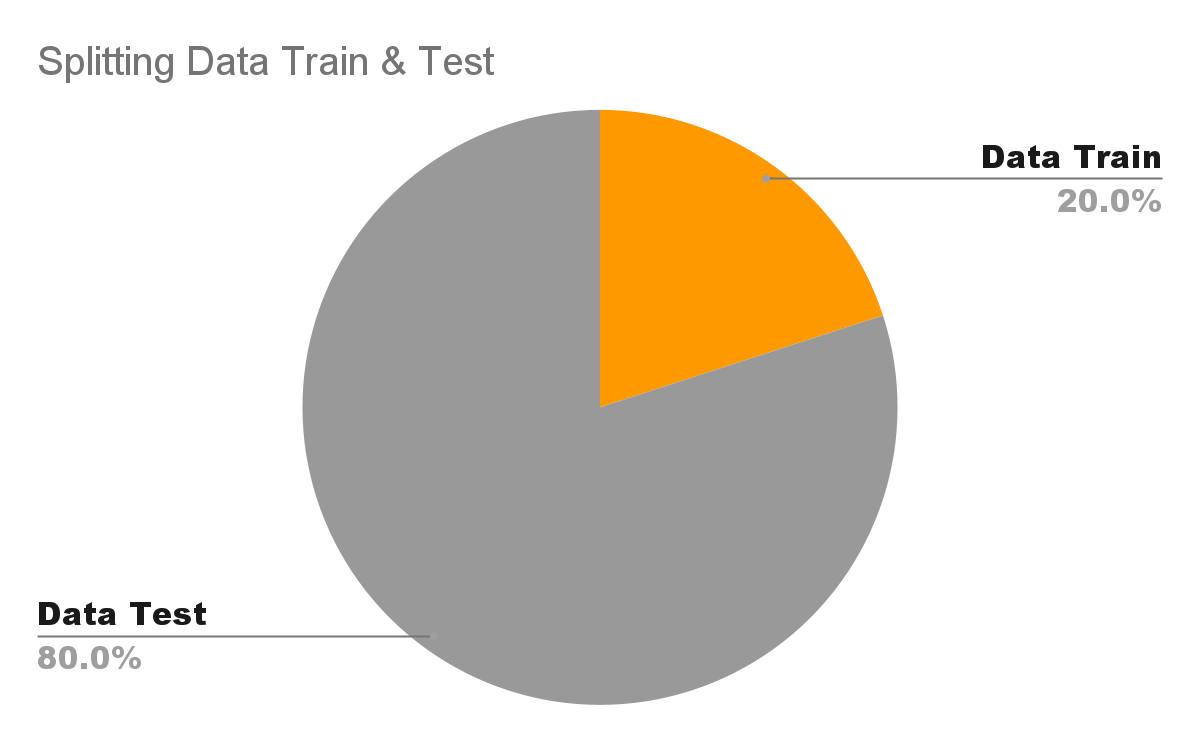 Splitting Data Train & Test
Data Train
20.0%
Data Test
80.0%